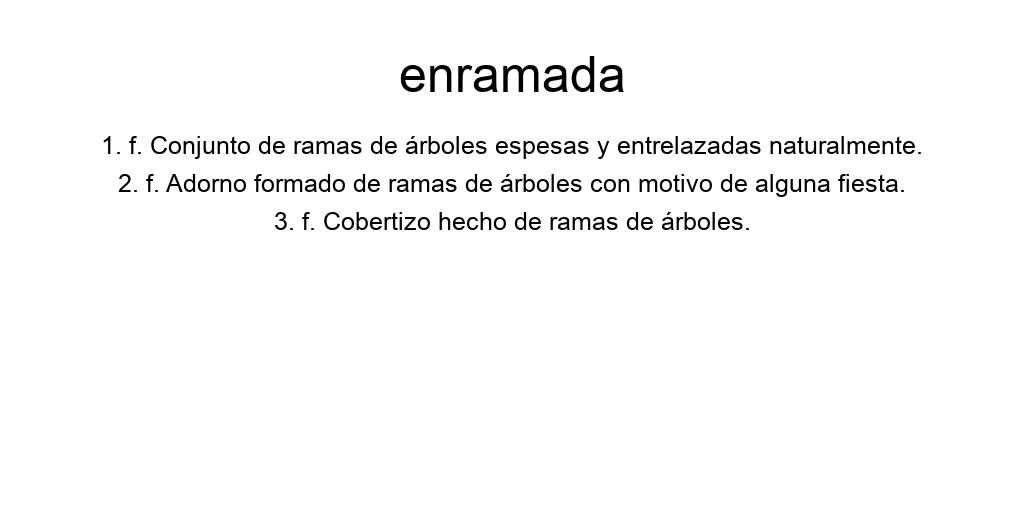 enramada
1. f. Conjunto de ramas de árboles espesas y entrelazadas naturalmente.
2. f. Adorno formado de ramas de árboles con motivo de alguna fiesta.
3. f. Cobertizo hecho de ramas de árboles.